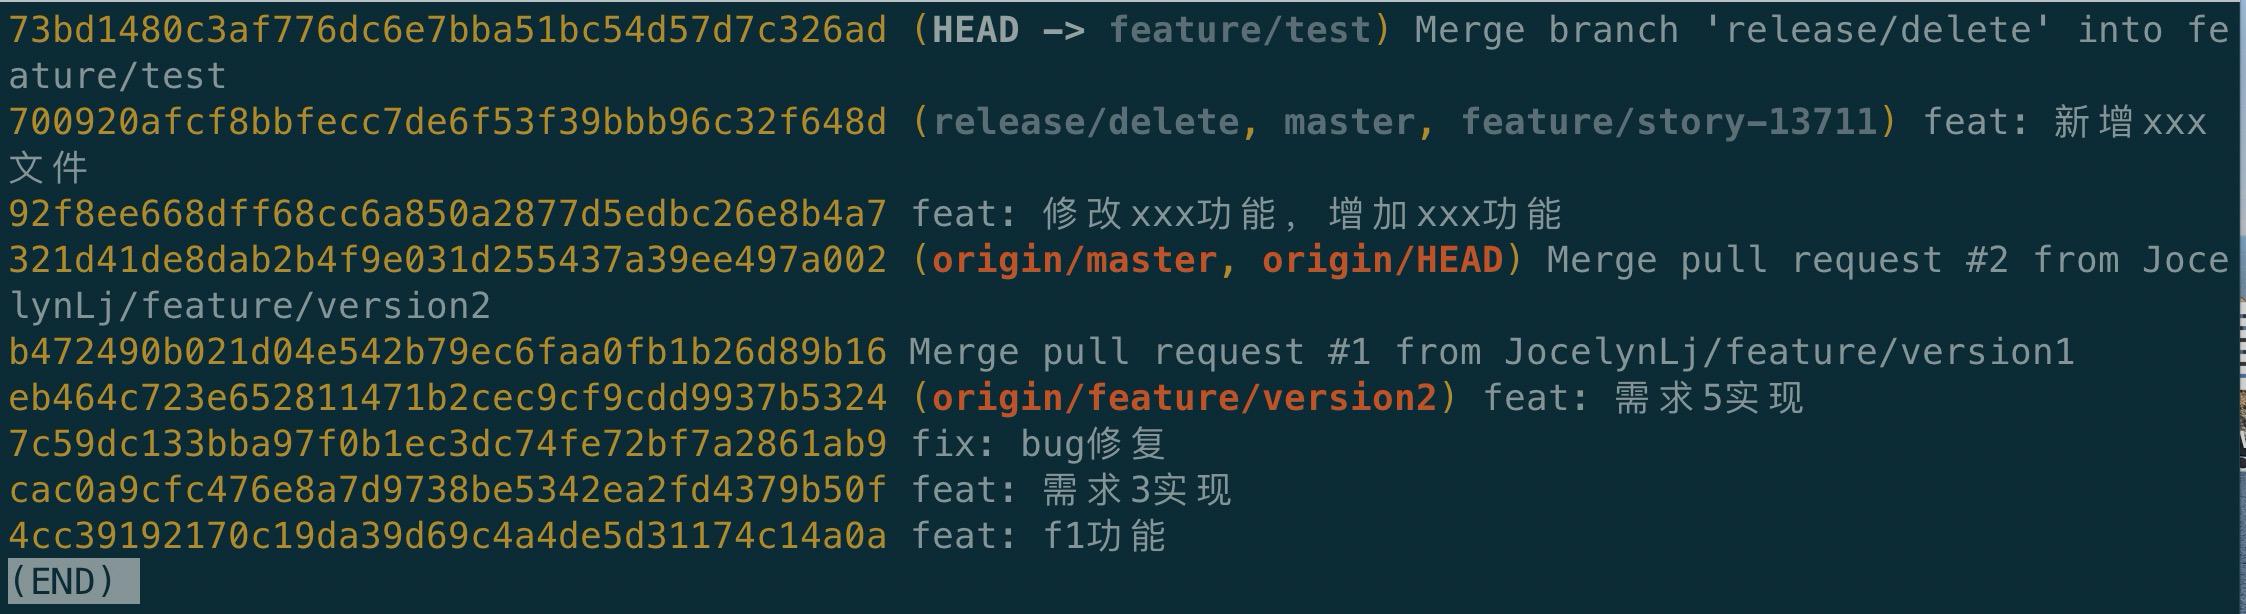 73bd1480c3af776dc6e7bba51bc54d57d7c326ad (HEAD -> feature/test) Merge branch 'release/delete' into fe
ature/test
700920afcf8bbfecc7de6f53f39bbb96c32f648d (release/delete, master, feature/story-13711) feat: 新增xxx
文件
92f8ee668dff68cc6a850a2877d5edbc26e8b4a7 feat: 修改xxx功能，增加xxx功能
321d41de8dab2b4f9e031d255437a39ee497a002 (origin/master, origin/HEAD) Merge pull request #2 from Joce
lynLj/feature/version2
b472490b021d04e542b79ec6faa0fb1b26d89b16 Merge pull request #1 from JocelynLj/feature/version1
eb464c723e652811471b2cec9cf9cdd9937b5324 (origin/feature/version2) feat: 需求5实现
7c59dc133bba97f0b1ec3dc74fe72bf7a2861ab9 fix: bug修复
cac0a9cfc476e8a7d9738be5342ea2fd4379b50f feat: 需求3实现
4cc39192170c19da39d69c4a4de5d31174c14a0a feat: f1功能
(END)